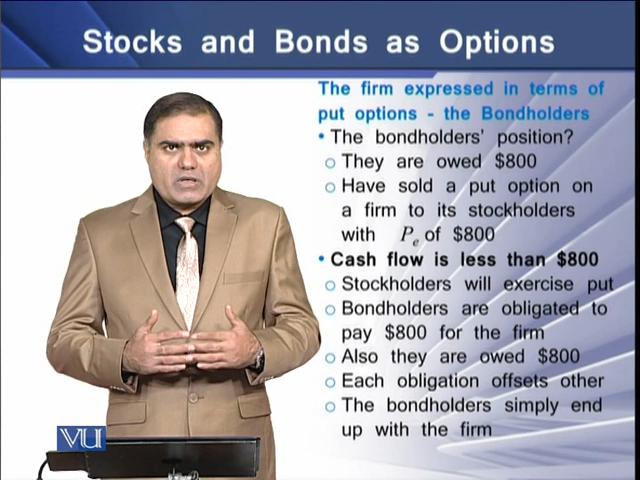 Stocks and Bonds as Options
The firm expressed in terms of
put options - the Bondholders
• The bondholders' position?
o They are owed $800
o Have sold a put option on
a firm to its stockholders
with Pe of $800
• Cash flow is less than $800
o Stockholders will exercise put
o Bondholders are obligated to
pay $800 for the firm
o Also they are owed $800
o Each obligation offsets other
o The bondholders simply end
up with the firm
VU